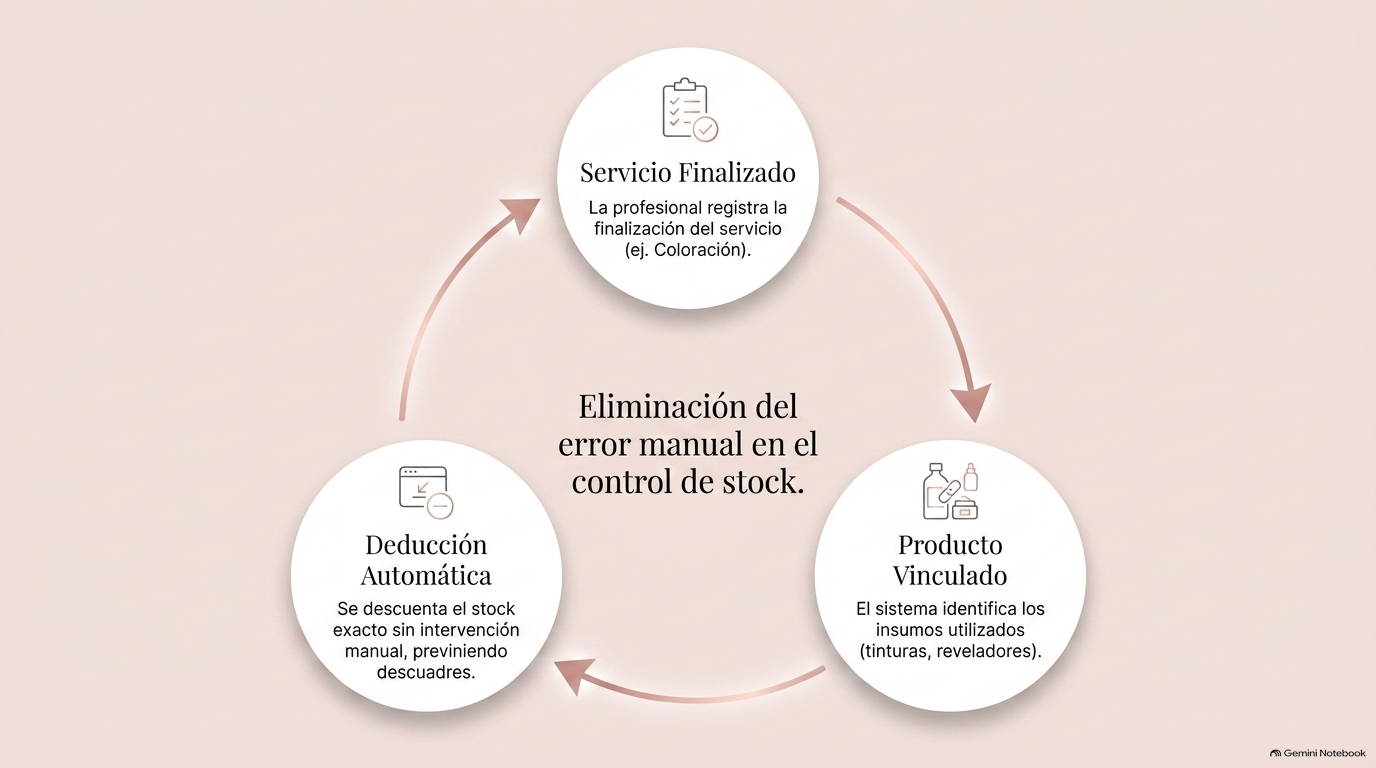 Servicio Finalizado
La profesional registra la
finalización del servicio
(ej. Coloración).
Eliminación del
error manual en el
control de stock.
Producto
Vinculado
El sistema identifica los
insumos utilizados
(tinturas, reveladores).
Deducción
Automática
Se descuenta el stock
exacto sin intervención
manual, previniendo
descuadres.
Gemini Notebook